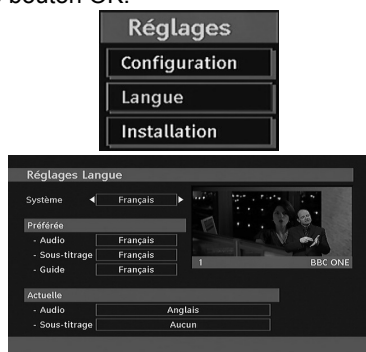 bouton OK.
Réglages
Configuration
Langue
Installation
Réglages Langue
Système Français
Préférée
- Audio Français
- Sous-titrage Français
- Guide Français
1 BBC ONE
Actuelle
- Audio Anglais
- Sous-titrage Aucun